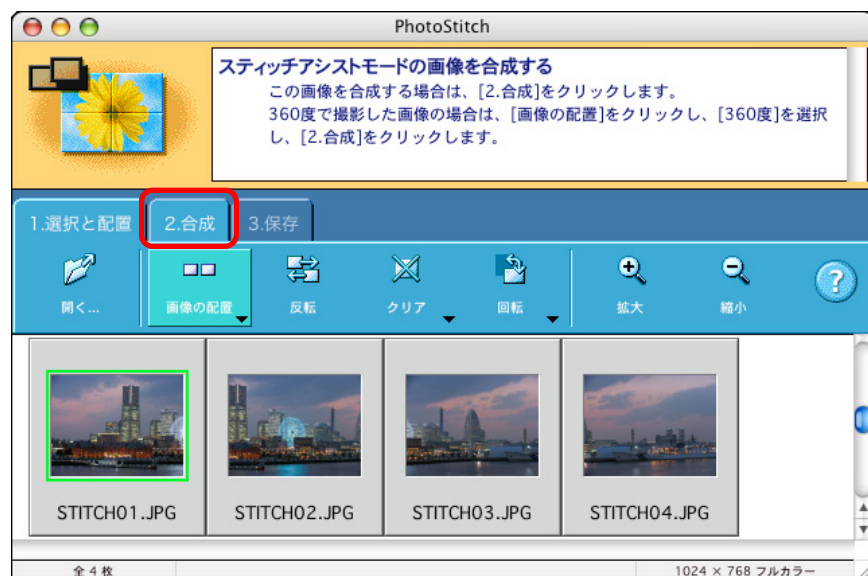 PhotoStitch
スティッチアシストモードの画像を合成する
この画像を合成する場合は、[2.合成]をクリックします。
360度で撮影した画像の場合は、[画像の配置]をクリックし、[360度]を選択
し、[2.合成]をクリックします。
1.選択と配置 2.合成 3.保存
開く... 画像の配置 反転 クリア 回転 拡大 縮小 ?
STITCH01.JPG STITCH02.JPG STITCH03.JPG STITCH04.JPG
全 4 枚 1024 × 768 フルカラー